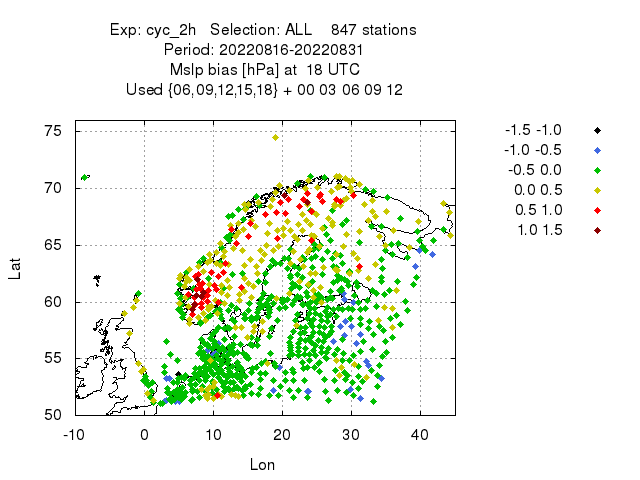 Exp: cyc_2h   Selection: ALL    847 stations
Period: 20220816-20220831
Mslp bias [hPa] at  18 UTC
Used {06,09,12,15,18} + 00 03 06 09 12
75
70
65
60
55
50
Lat
-10 0 10 20 30 40
Lon
-1.5 -1.0
-1.0 -0.5
-0.5 0.0
0.0 0.5
0.5 1.0
1.0 1.5